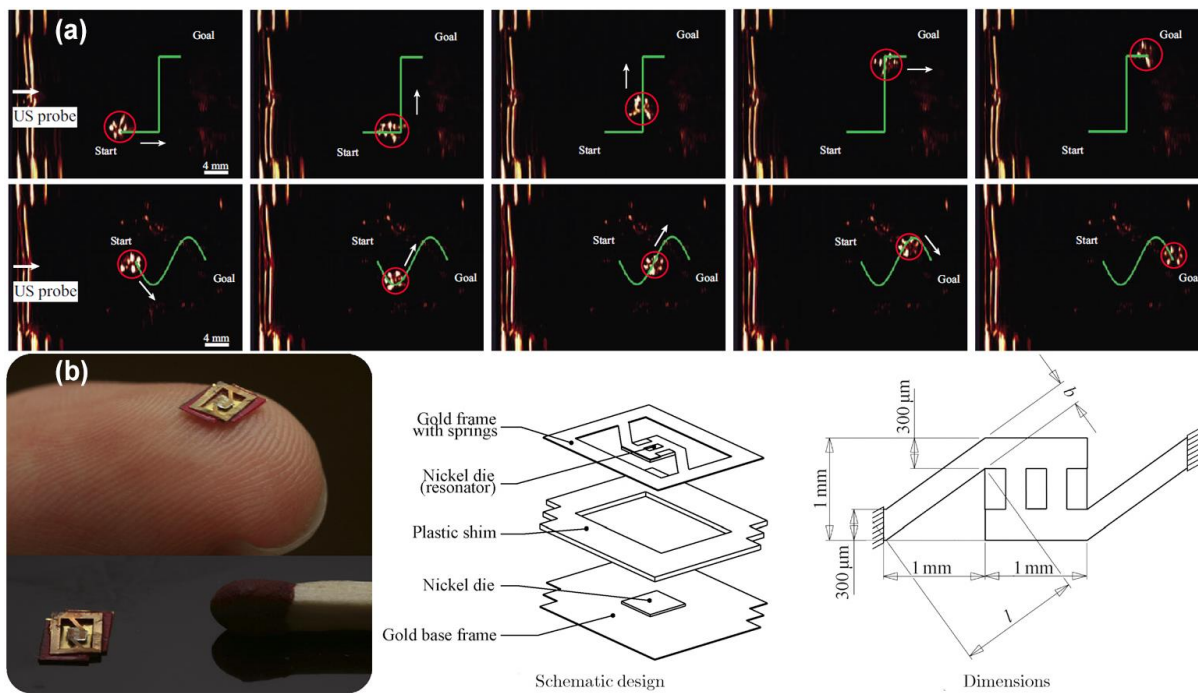 (a)
Goal
US probe
Start
4 mm
Goal
Start
Goal
Start
Goal
Start
Goal
Start
Start
US probe
Goal
4 mm
Start
Goal
Start
Goal
Start
Goal
Start
Goal
(b)
Gold frame
with springs
Nickel die
(resonator)
Plastic shim
Nickel die
Gold base frame
Schematic design
300 µm
1 mm
300 µm
1 mm
1 mm
b
l
Dimensions